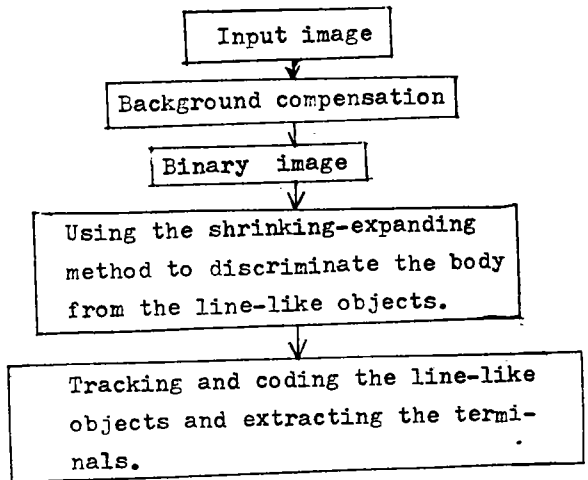 Input image
Background compensation
Binary image
Using the shrinking-expanding
method to discriminate the body
from the line-like objects.
Tracking and coding the line-like
objects and extracting the termi-
nals.